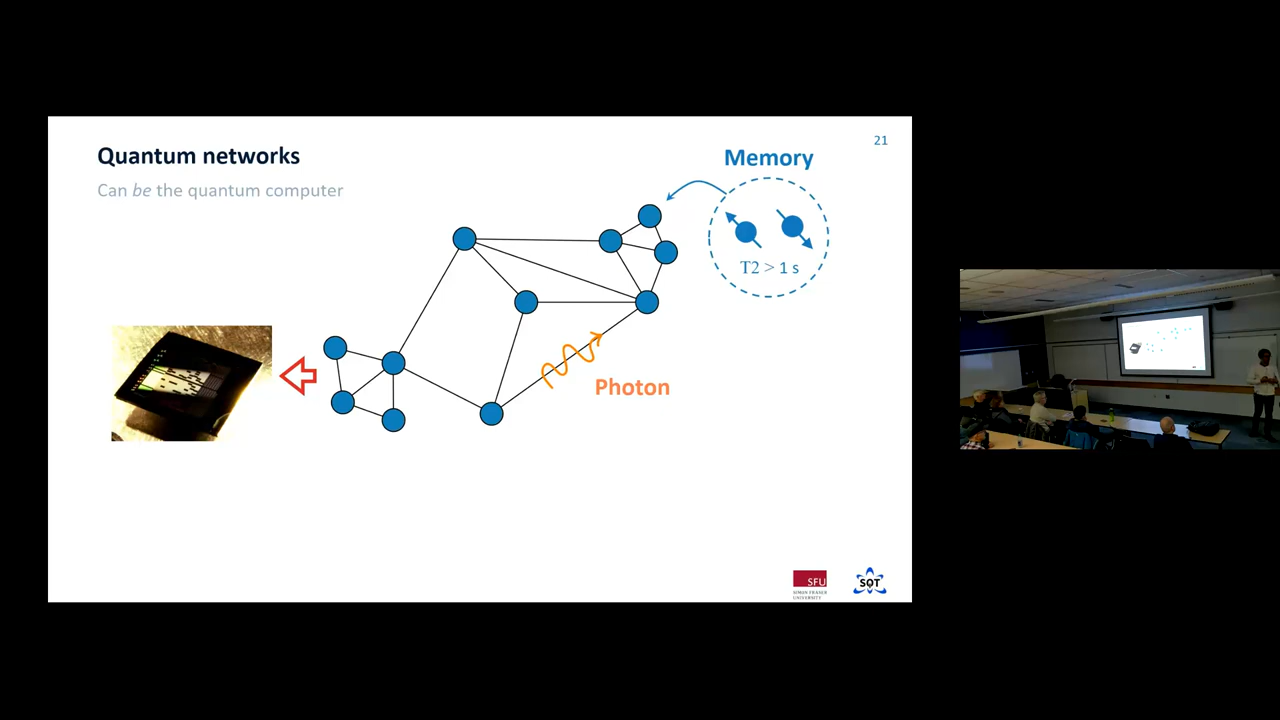 Quantum networks
Can be the quantum computer
21
Memory
T2 > 1 s
Photon
SFU
SIMON FRASER
UNIVERSITY
SQT